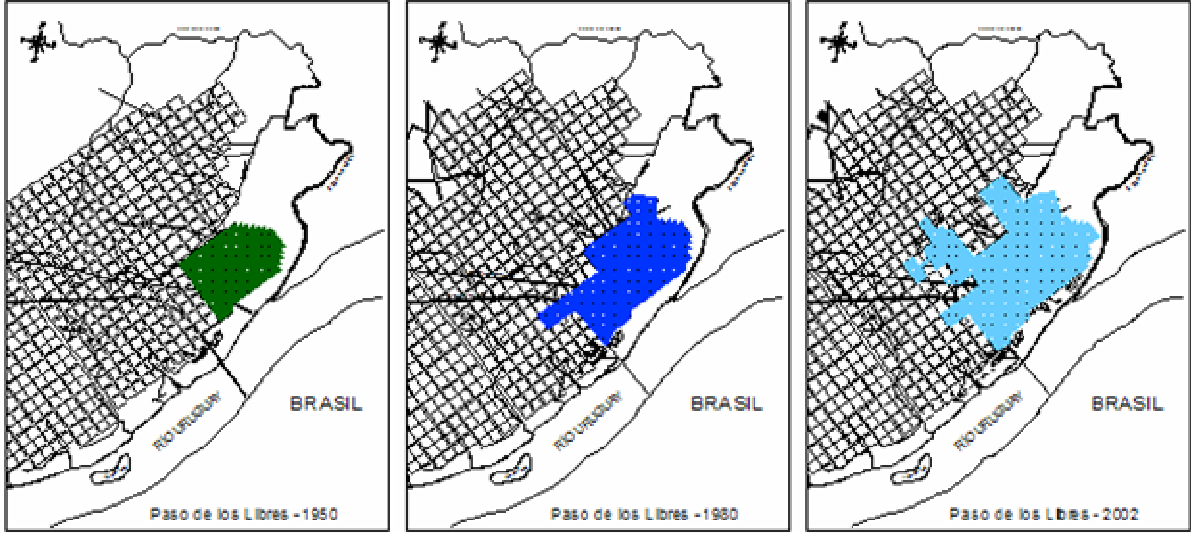 BRASIL
RIO URUGUAY
Paso de los Libres - 1950
BRASIL
RIO URUGUAY
Paso de los Libres - 1980
BRASIL
RIO URUGUAY
Paso de los Libres - 2002